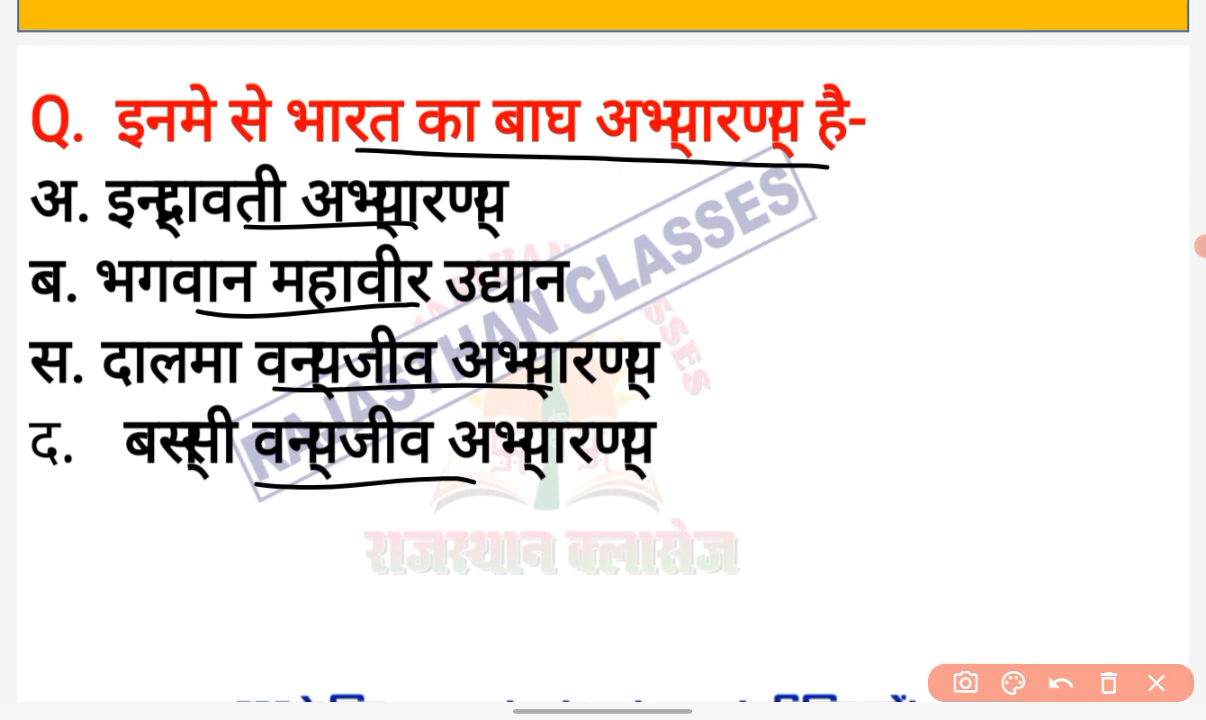 Q. इनमे से भारत का बाघ अभ्यारण्य है-
अ. इन्द्रावती अभ्यारण्य
ब. भगवान महावीर उद्यान
स. दालमा वन्यजीव अभ्यारण्य
द. बस्सी वन्यजीव अभ्यारण्य
RAJASTHAN CLASSES
राजस्थान क्लासेज